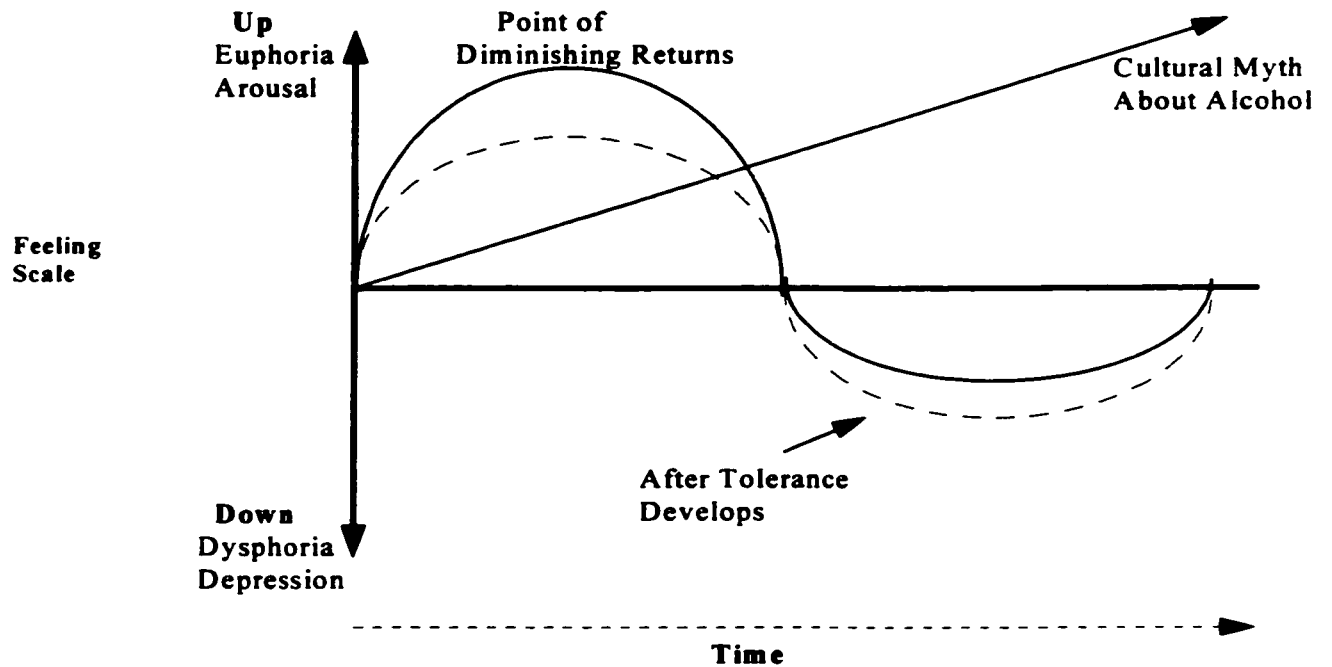 Up
Euphoria
Arousal
Point of
Diminishing Returns
Cultural Myth
About Alcohol
Feeling
Scale
After Tolerance
Develops
Down
Dysphoria
Depression
Time